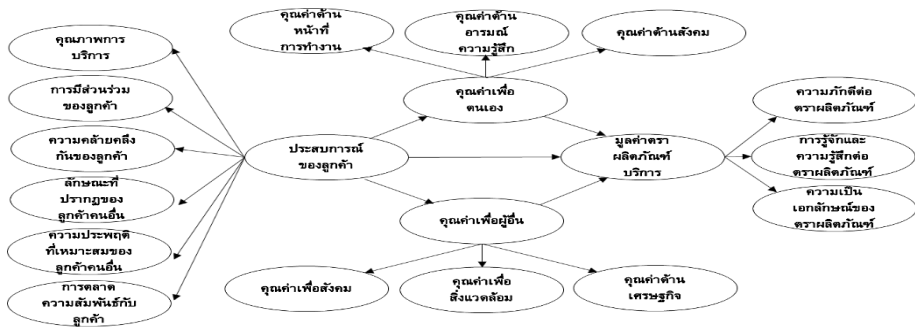 คุณค่าด้าน
หน้าที่
การทำงาน
คุณค่าด้าน
อารมณ์
ความรู้สึก
คุณค่าด้านสังคม
คุณภาพการ
บริการ
การมีส่วนร่วม
ของลูกค้า
ความคล้ายคลึง
กันของลูกค้า
ลักษณะที่
ปรากฏของ
ลูกค้าคนอื่น
ความประพฤติ
ที่เหมาะสมของ
ลูกค้าคนอื่น
การตลาด
ความสัมพันธ์กับ
ลูกค้า
คุณค่าเพื่อ
ตนเอง
ประสบการณ์
ของลูกค้า
มูลค่าตรา
ผลิตภัณฑ์
บริการ
คุณค่าเพื่อผู้อื่น
ความภักดีต่อ
ตราผลิตภัณฑ์
การรู้จักและ
ความรู้สึกต่อ
ตราผลิตภัณฑ์
ความเป็น
เอกลักษณ์ของ
ตราผลิตภัณฑ์
คุณค่าเพื่อสังคม
คุณค่าเพื่อ
สิ่งแวดล้อม
คุณค่าด้าน
เศรษฐกิจ